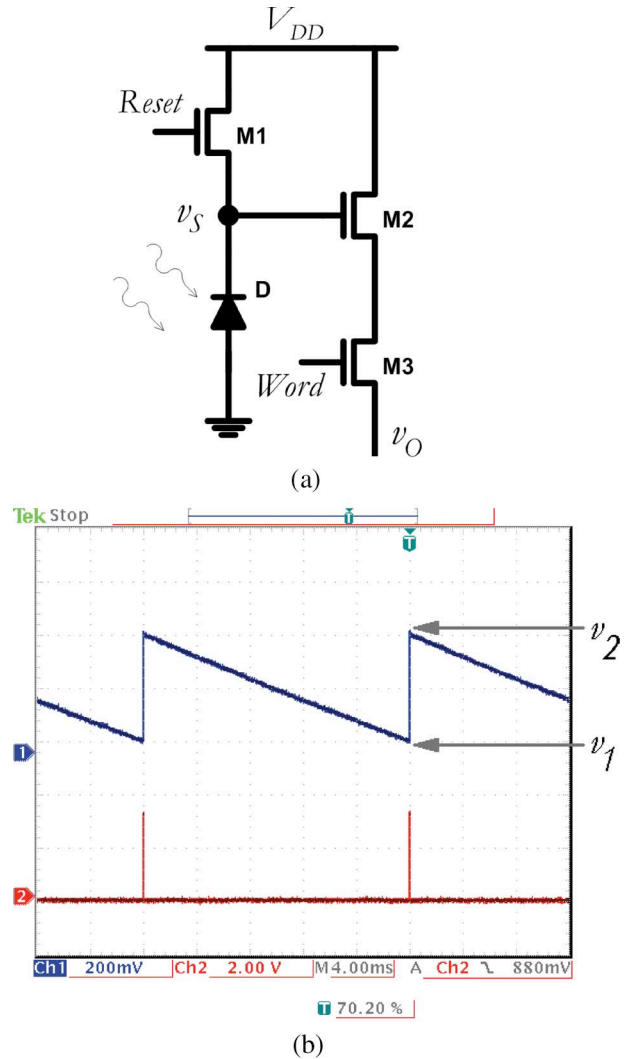 V_DD
Reset
M1
v_S
M2
D
M3
Word
v_O
(a)
Tek Stop
T
T
v_2
1
v_1
2
Ch1 200mV Ch2 2.00 V M 4.00ms A Ch2 ∖ 880mV
T 70.20 %
(b)